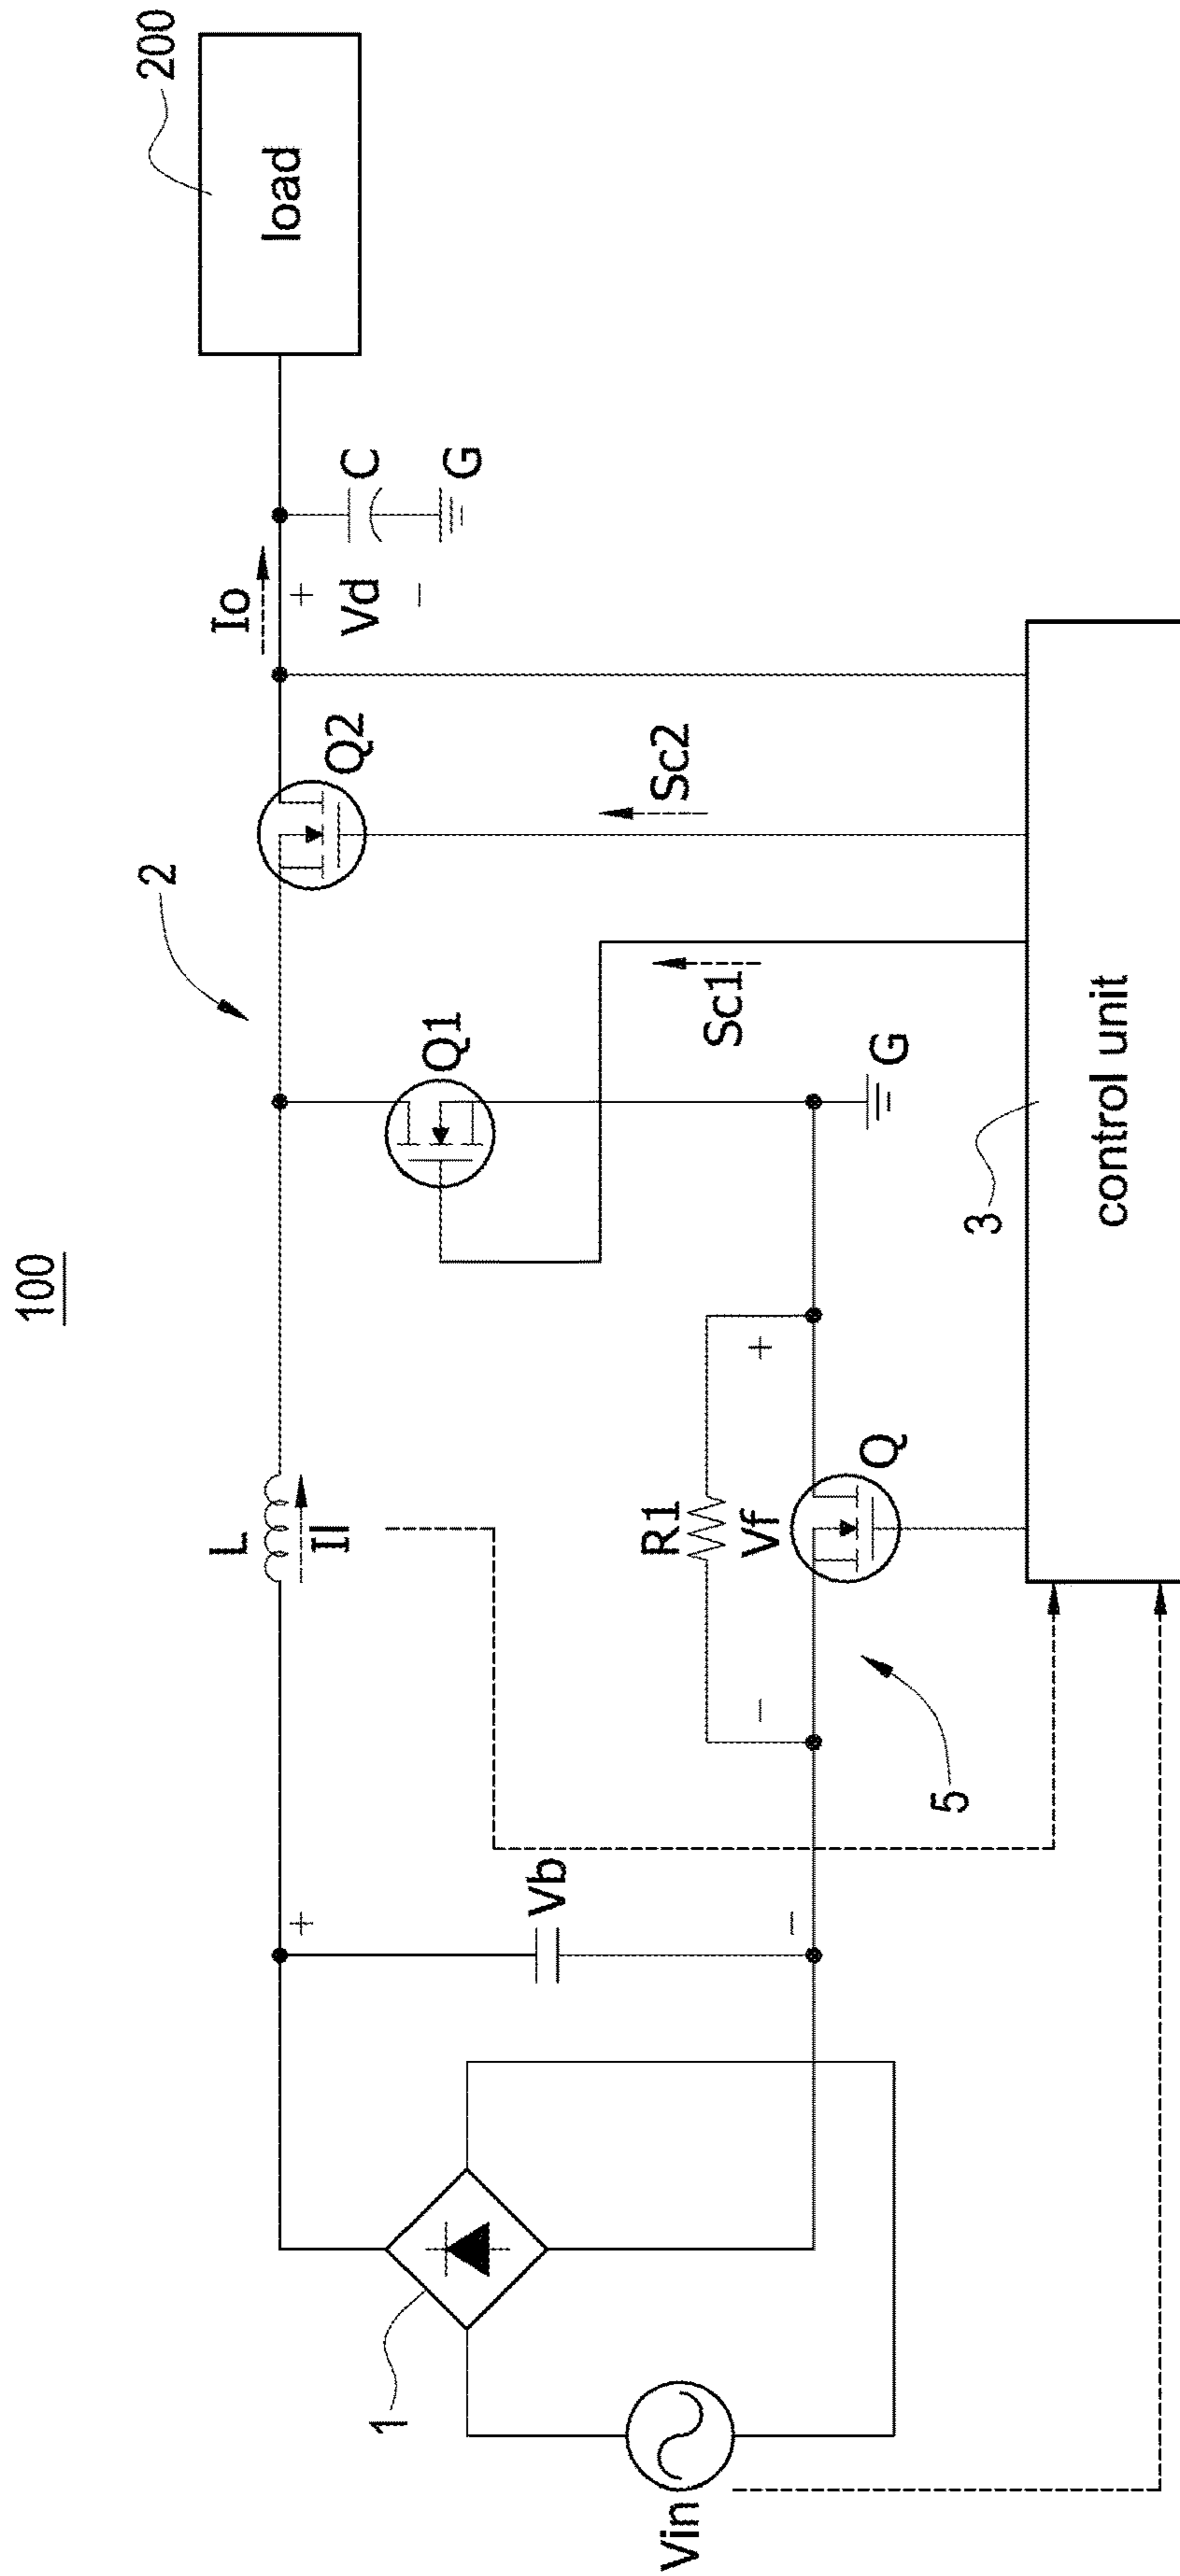 100
2
L
Il
Q1
Q2
Io
+
Vd
−
C
G
load
200
1
+
Vb
−
R1
−
Vf
+
Q
G
Sc1
Sc2
Vin
5
3
control unit